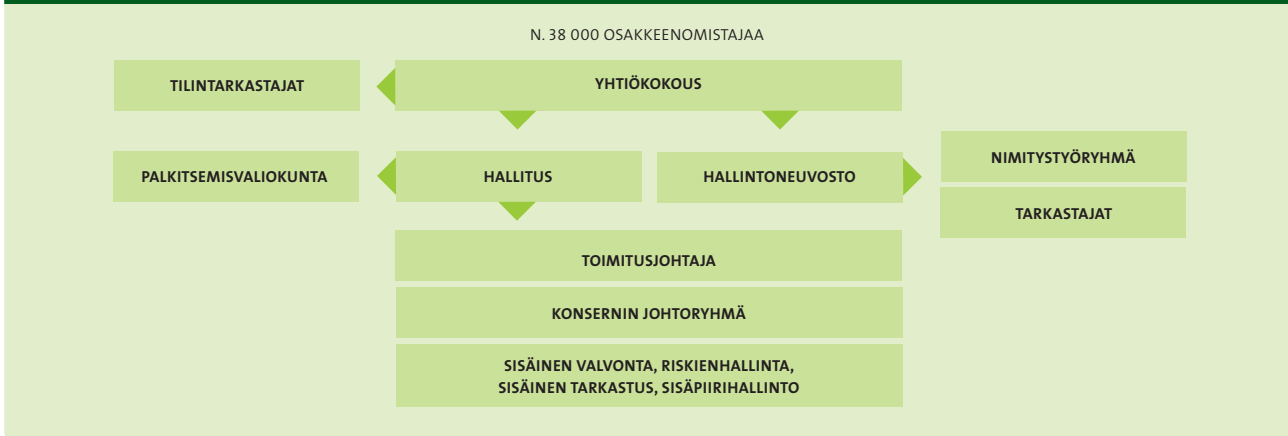 N. 38 000 OSAKKEENOMISTAJAA
TILINTARKASTAJAT
YHTIÖKOKOUS
PALKITSEMISVALIOKUNTA
HALLITUS
HALLINTONEUVOSTO
NIMITYSTYÖRYHMÄ
TARKASTAJAT
TOIMITUSJOHTAJA
KONSERNIN JOHTORYHMÄ
SISÄINEN VALVONTA, RISKIENHALLINTA,
SISÄINEN TARKASTUS, SISÄPIIRIHALLINTO